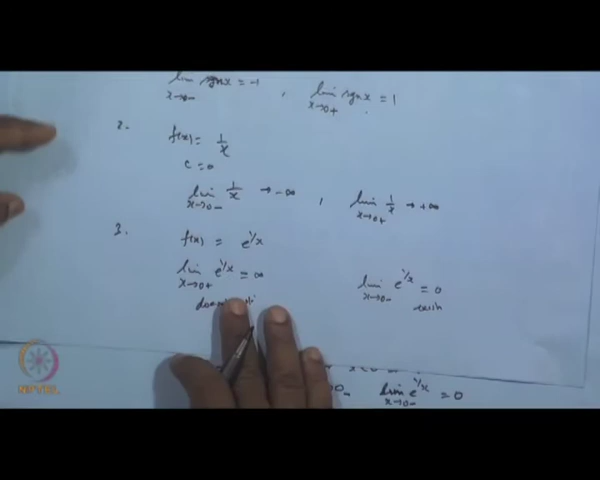 lim x→0- sgn x = -1 , lim x→0+ sgn x = 1
2. f(x) = 1/x
c = 0
lim x→0- 1/x → -∞ , lim x→0+ 1/x → +∞
3. f(x) = e^1/x
lim x→0+ e^1/x = ∞ lim x→0- e^1/x = 0
exists
lim x→0- e^1/x = 0
NPTEL